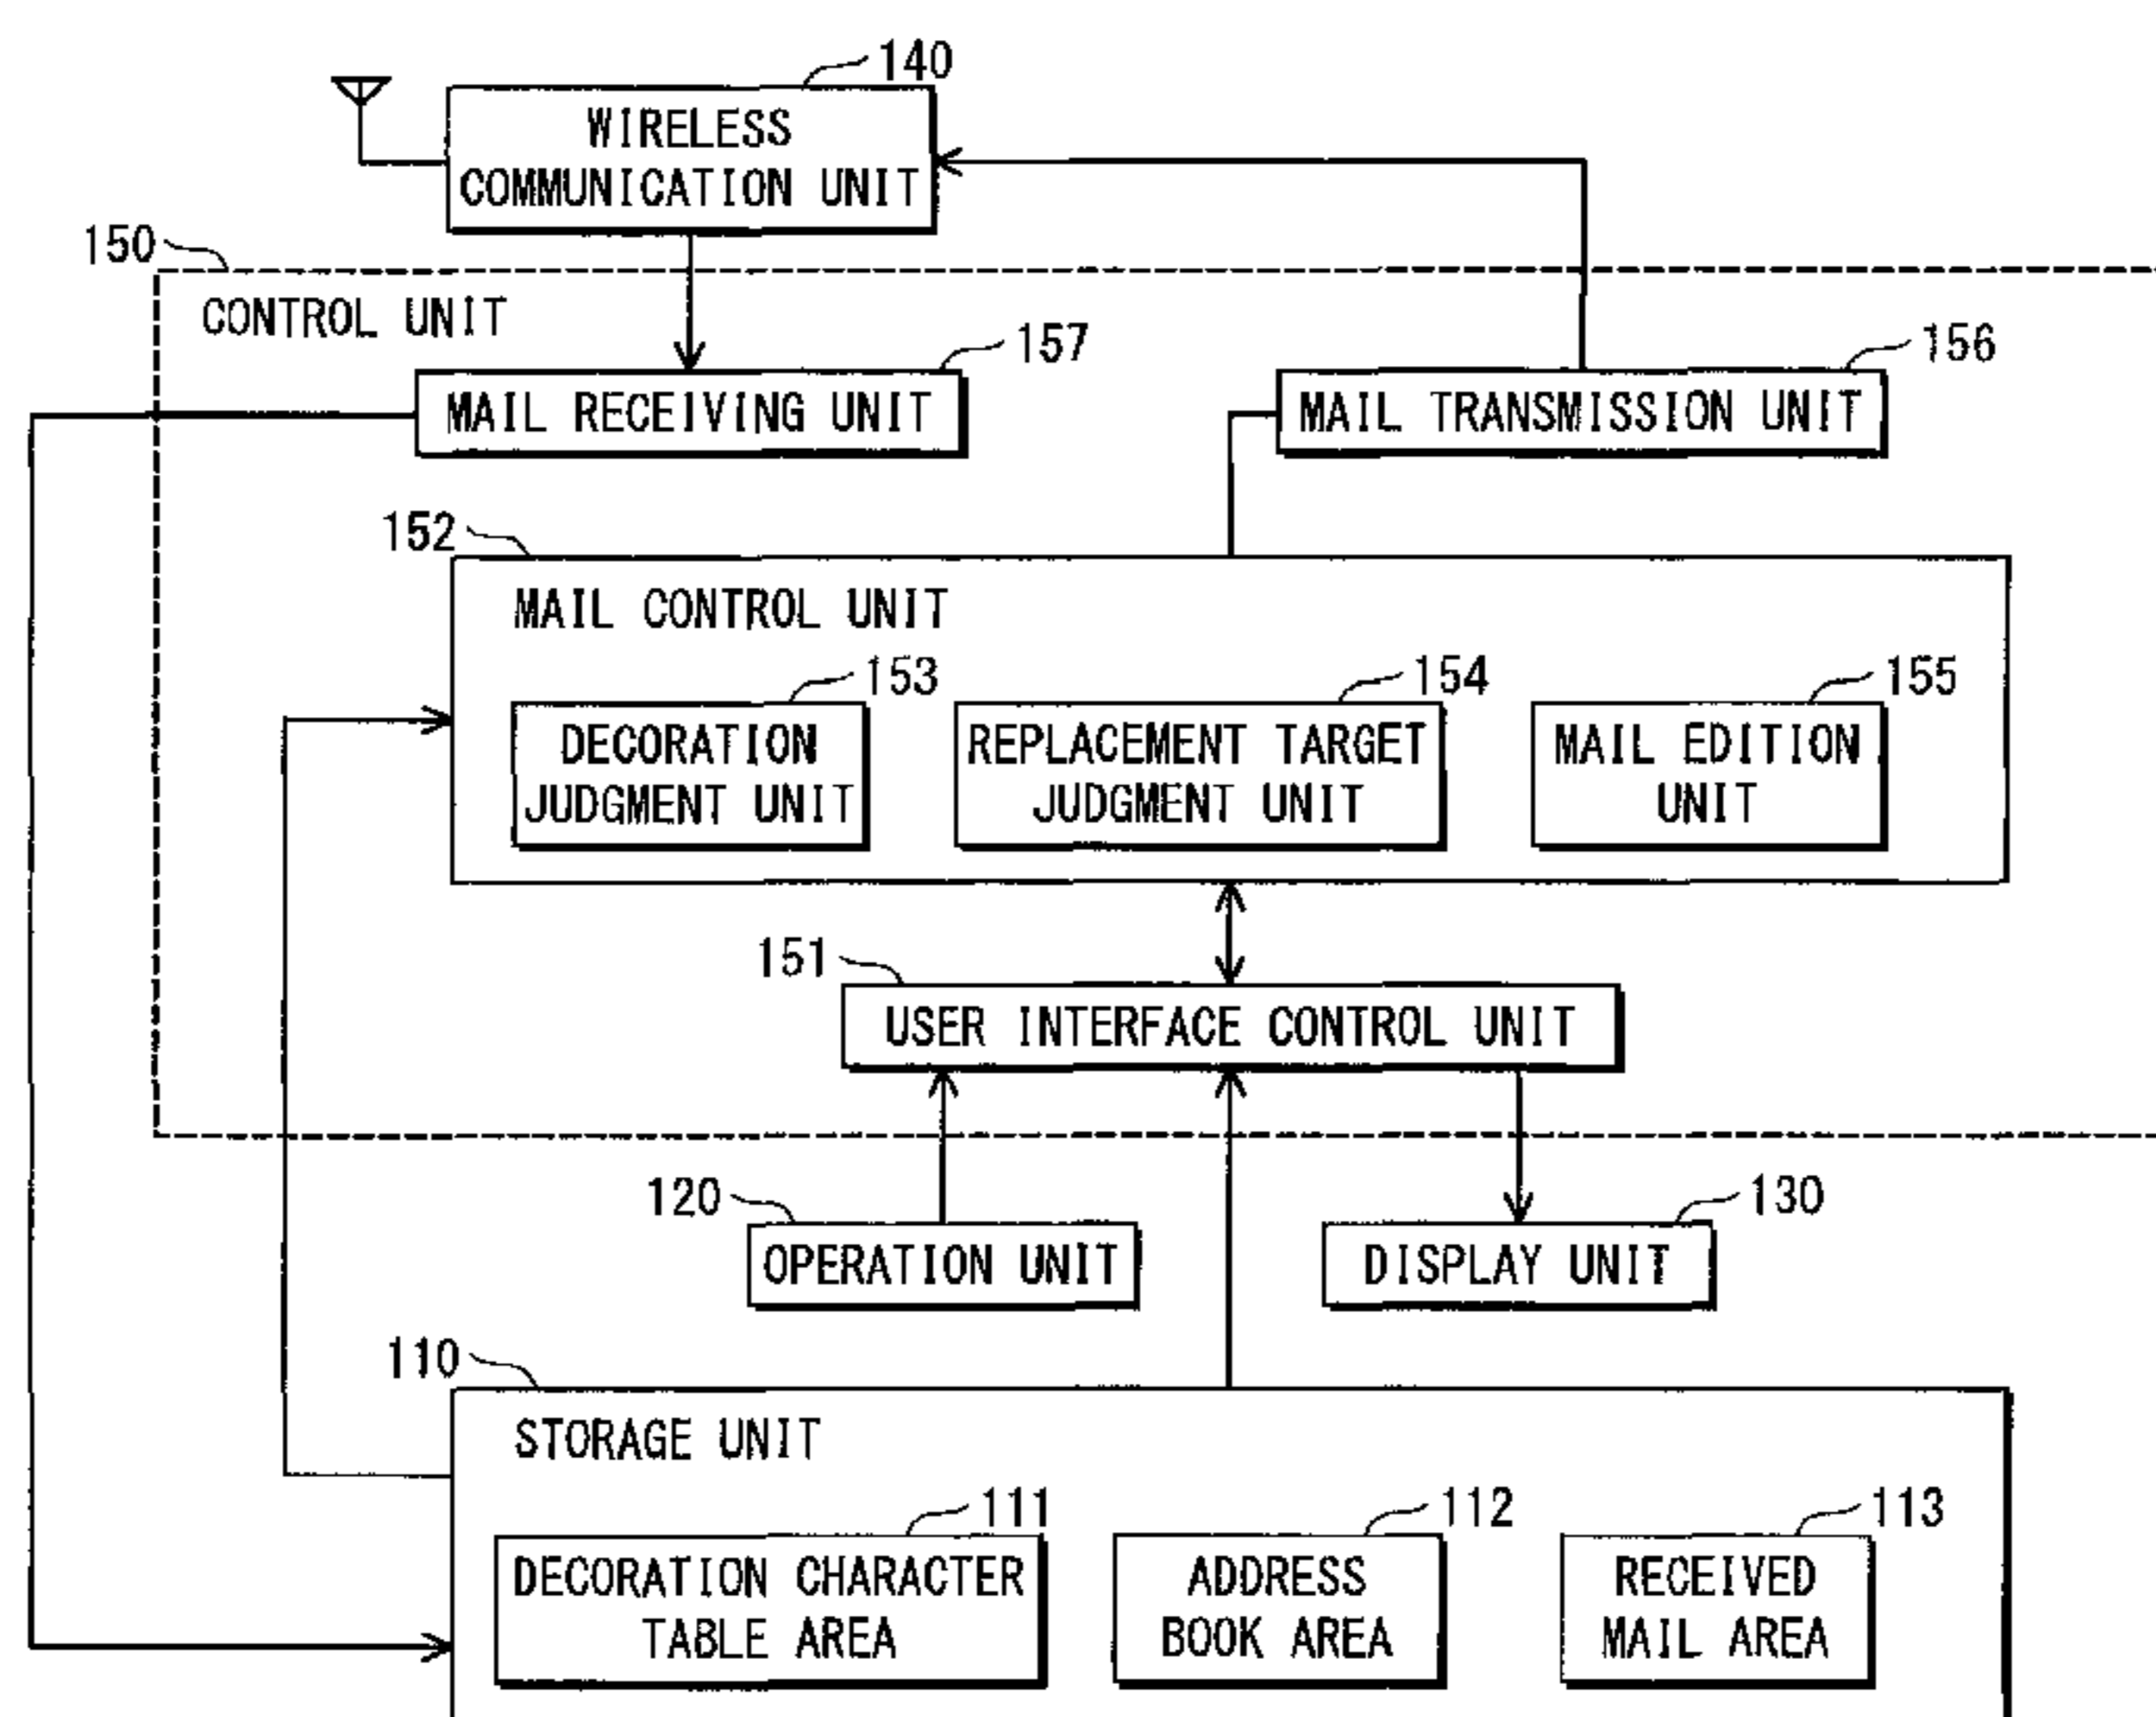 140
WIRELESS
COMMUNICATION UNIT
150
CONTROL UNIT
157
156
MAIL RECEIVING UNIT
MAIL TRANSMISSION UNIT
152
MAIL CONTROL UNIT
153
154
155
DECORATION
JUDGMENT UNIT
REPLACEMENT TARGET
JUDGMENT UNIT
MAIL EDITION
UNIT
151
USER INTERFACE CONTROL UNIT
120
130
OPERATION UNIT
DISPLAY UNIT
110
STORAGE UNIT
111
112
113
DECORATION CHARACTER
TABLE AREA
ADDRESS
BOOK AREA
RECEIVED
MAIL AREA